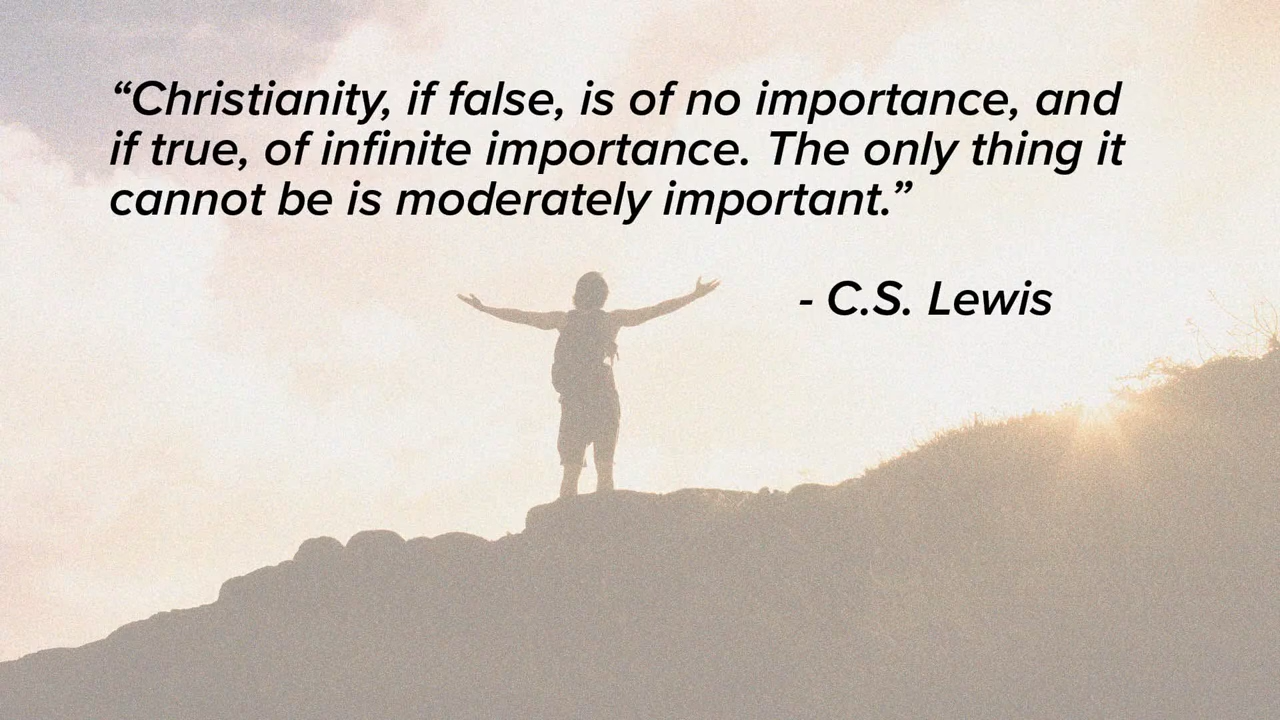 “Christianity, if false, is of no importance, and
if true, of infinite importance. The only thing it
cannot be is moderately important.”
- C.S. Lewis